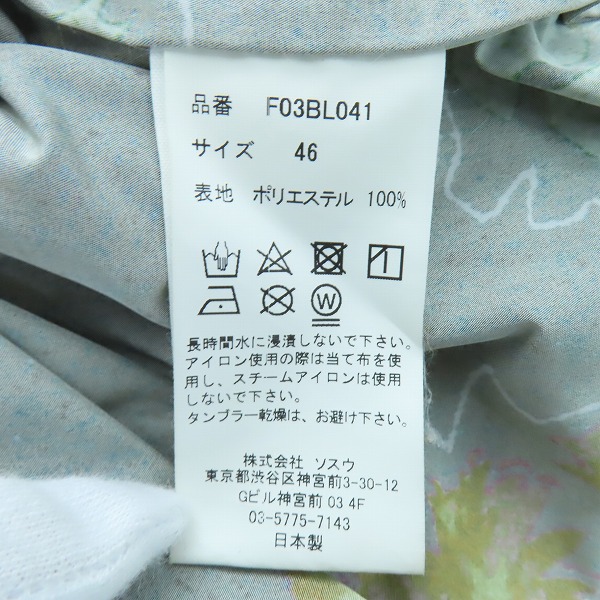 品番 F03BL041
サイズ 46
表地 ポリエステル 100%
W
長時間水に浸漬しないで下さい。
アイロン使用の際は当て布を使
用し、スチームアイロンは使用
しないで下さい。
タンブラー乾燥は、お避け下さい。
株式会社 ソスウ
東京都渋谷区神宮前3-30-12
Gビル神宮前 03 4F
03-5775-7143
日本製